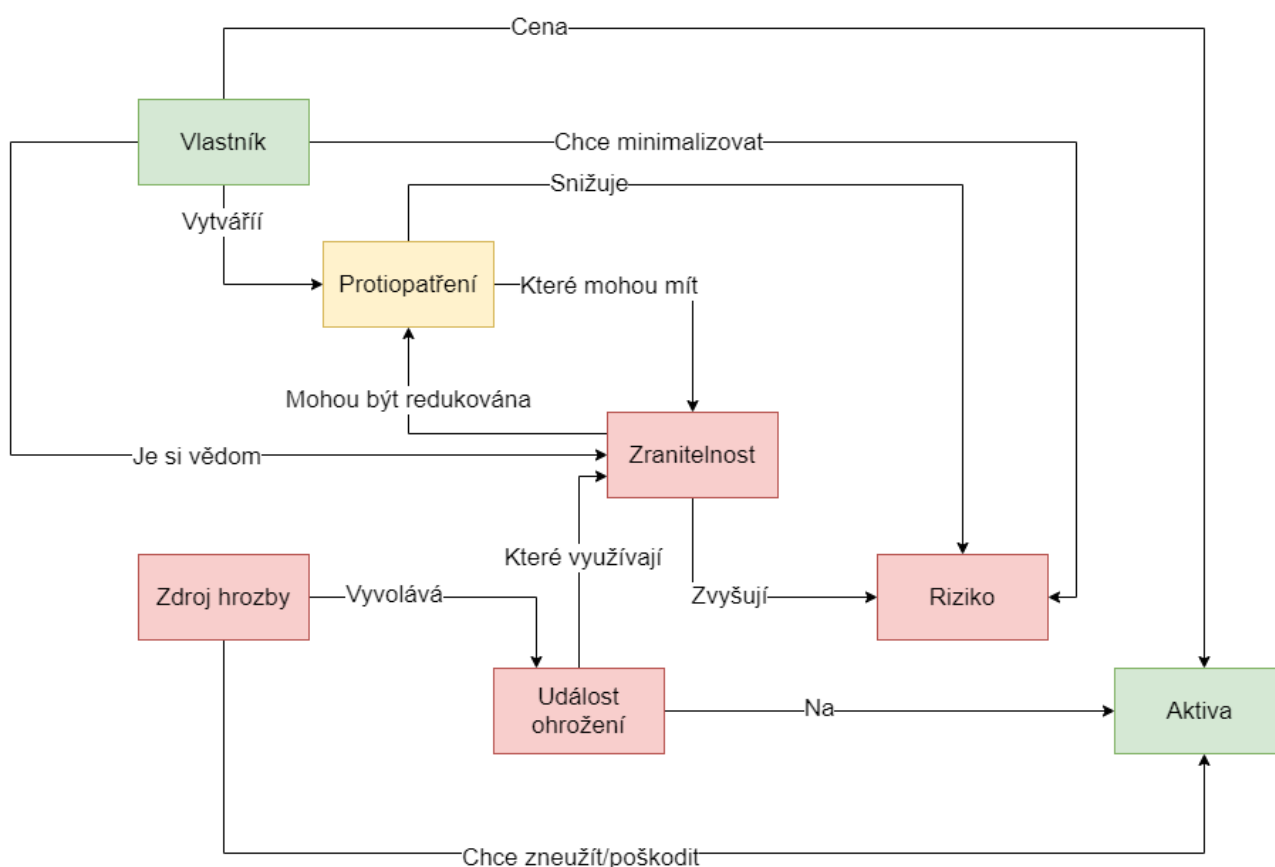 Cena
Vlastník
Chce minimalizovat
Snižuje
Vytváříí
Protiopatření
Které mohou mít
Mohou být redukována
Je si vědom
Zranitelnost
Které využívají
Zdroj hrozby
Vyvolává
Zvyšují
Riziko
Událost
ohrožení
Na
Aktiva
Chce zneužít/poškodit